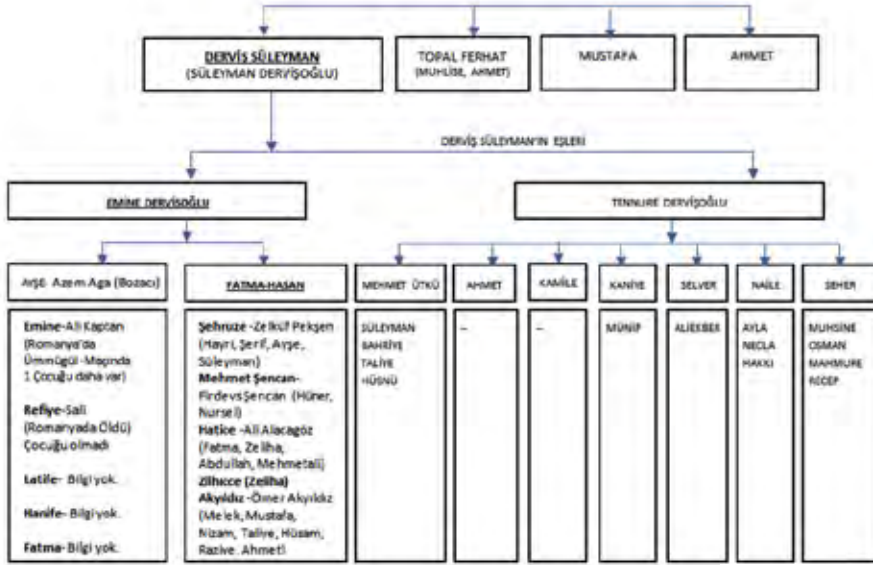 DERVİŞ SÜLEYMAN
(SÜLEYMAN DERVİŞOĞLU)
TOPAL FERHAT
(MUHLİSE, AHMET)
MUSTAFA
AHMET
DERVİŞ SÜLEYMAN'IN EŞLERİ
EMİNE DERVİŞOĞLU
TENNURE DERVİŞOĞLU
AYŞE- Azem Aga (Bozacı)
Emine-Ali Kaptan
(Romanya'da
Ümmügül -Maçında
1 Çocuğu daha var)
Refiye-Sali
(Romanyada Öldü)
Çocuğu olmadı
Latife- Bilgi yok.
Hanife- Bilgi yok.
Fatma- Bilgi yok.
FATMA-HASAN
Şehruze -Zelküf Pekşen
(Hayri, Şerif, Ayşe,
Süleyman)
Mehmet Şencan-
Firdevs Şencan (Hüner,
Nursel)
Hatice -Ali Alacagöz
(Fatma, Zeliha,
Abdullah, Mehmetali)
Zilhicce (Zeliha)
Akyıldız -Ömer Akyıldız
(Melek, Mustafa,
Nizam, Taliye, Hüsam,
Raziye, Ahmet)
MEHMET ÜTKÜ
SÜLEYMAN
BAHRİYE
TALİYE
HÜSNÜ
AHMET
–
KAMİLE
–
KANİYE
MÜNİP
SELVER
ALİEKBER
NAİLE
AYLA
NECLA
HAKKI
SEHER
MUHSİNE
OSMAN
MAHMURE
RECEP